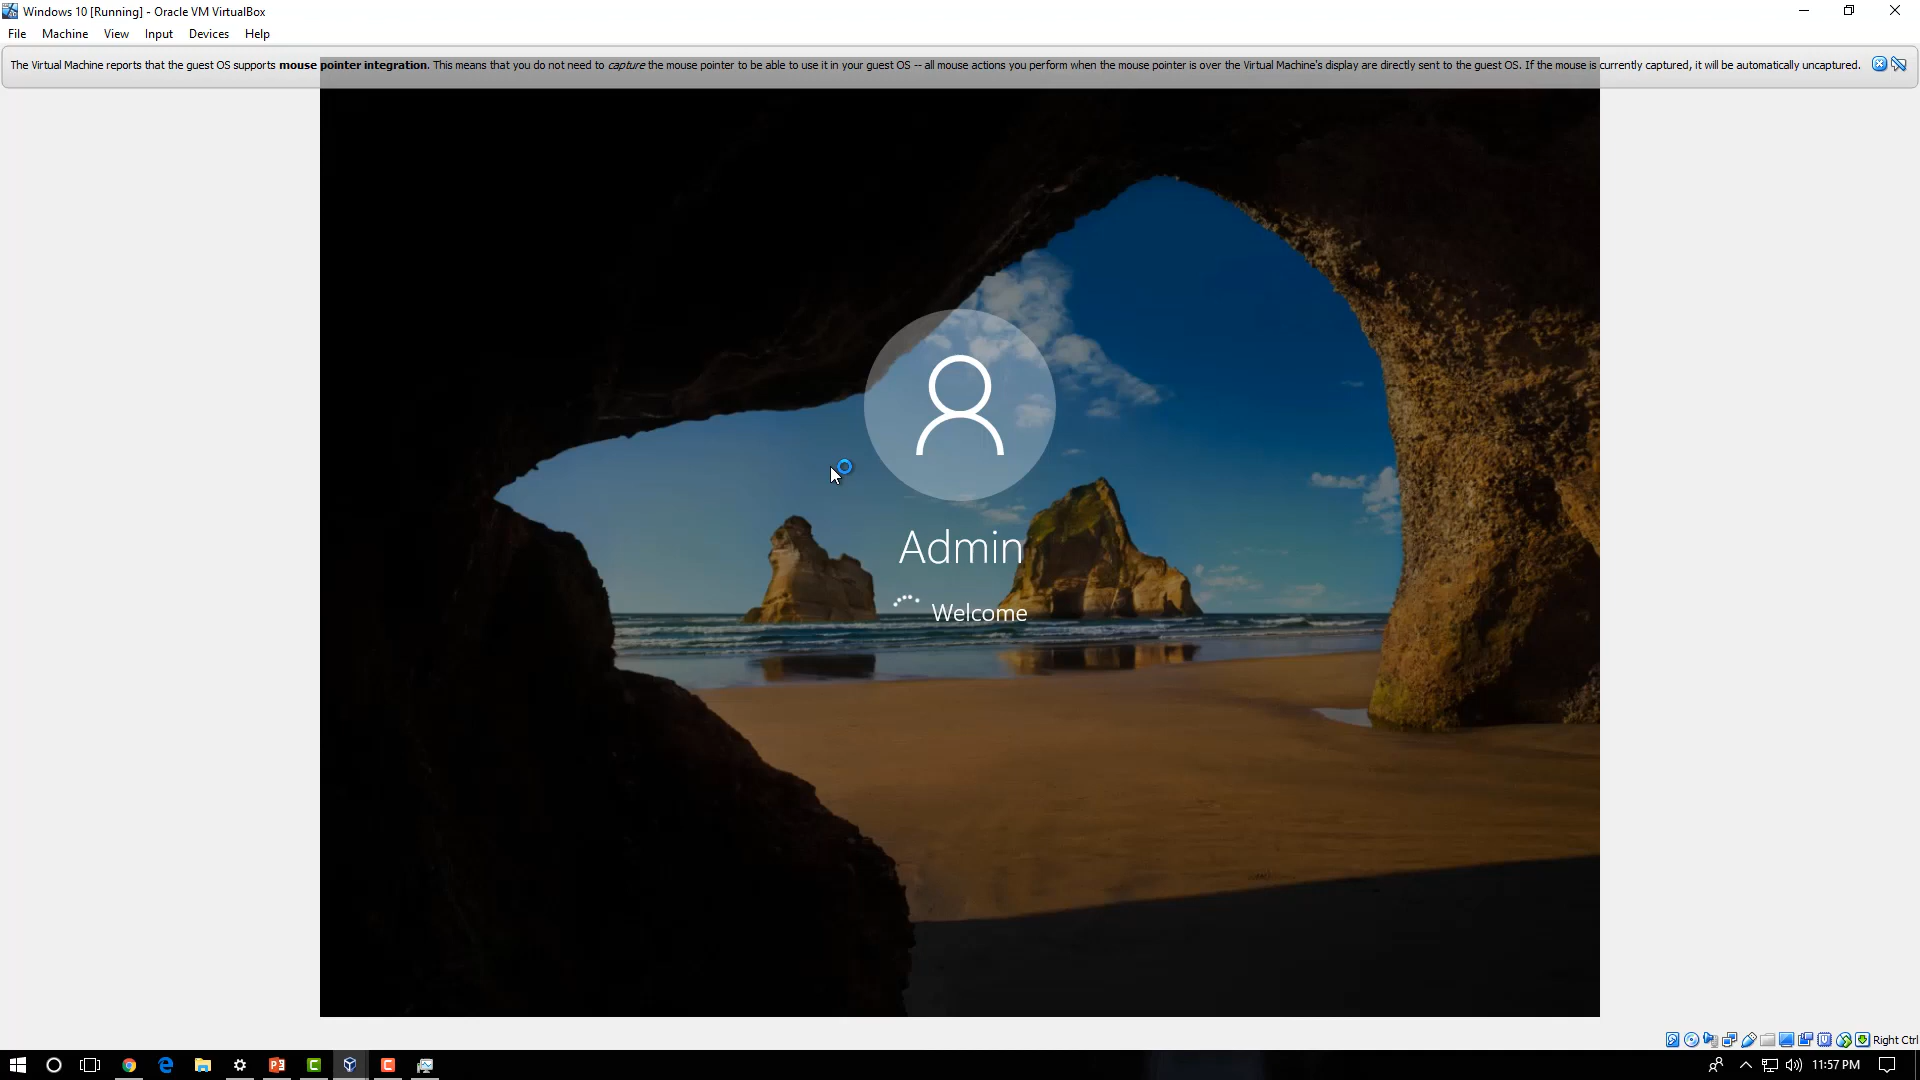 Windows 10 [Running] - Oracle VM VirtualBox
File Machine View Input Devices Help
The Virtual Machine reports that the guest OS supports mouse pointer integration. This means that you do not need to capture the mouse pointer to be able to use it in your guest OS -- all mouse actions you perform when the mouse pointer is over the Virtual Machine's display are directly sent to the guest OS. If the mouse is currently captured, it will be automatically uncaptured.
Admin
Welcome
Right Ctrl
11:57 PM